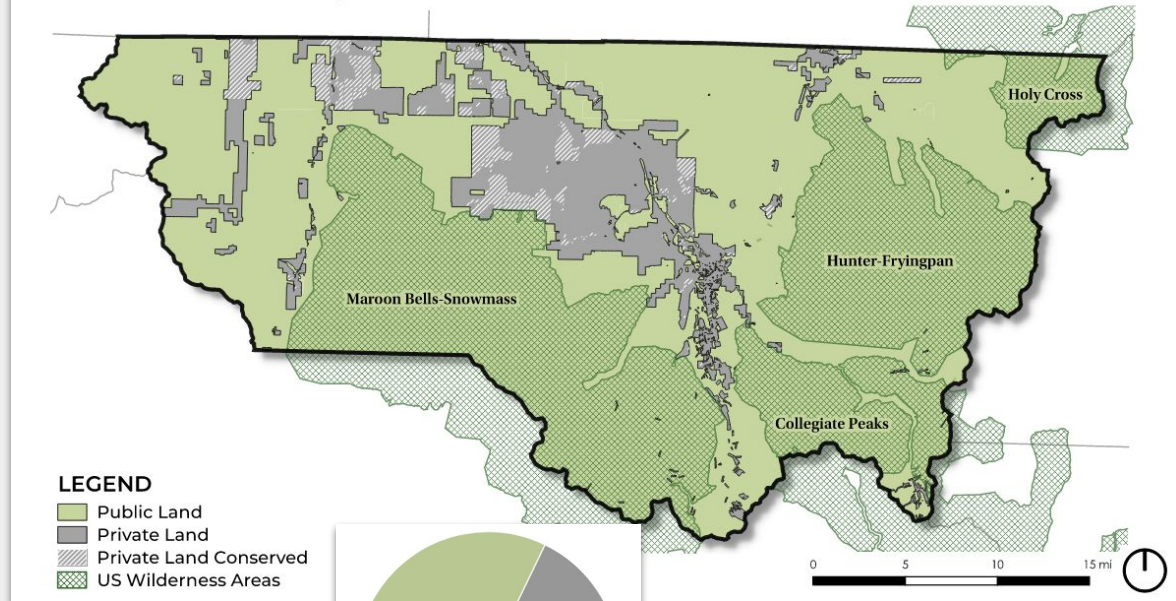 Holy Cross
Hunter-Fryingpan
Maroon Bells-Snowmass
Collegiate Peaks
LEGEND
Public Land
Private Land
Private Land Conserved
US Wilderness Areas
0 5 10 15 mi